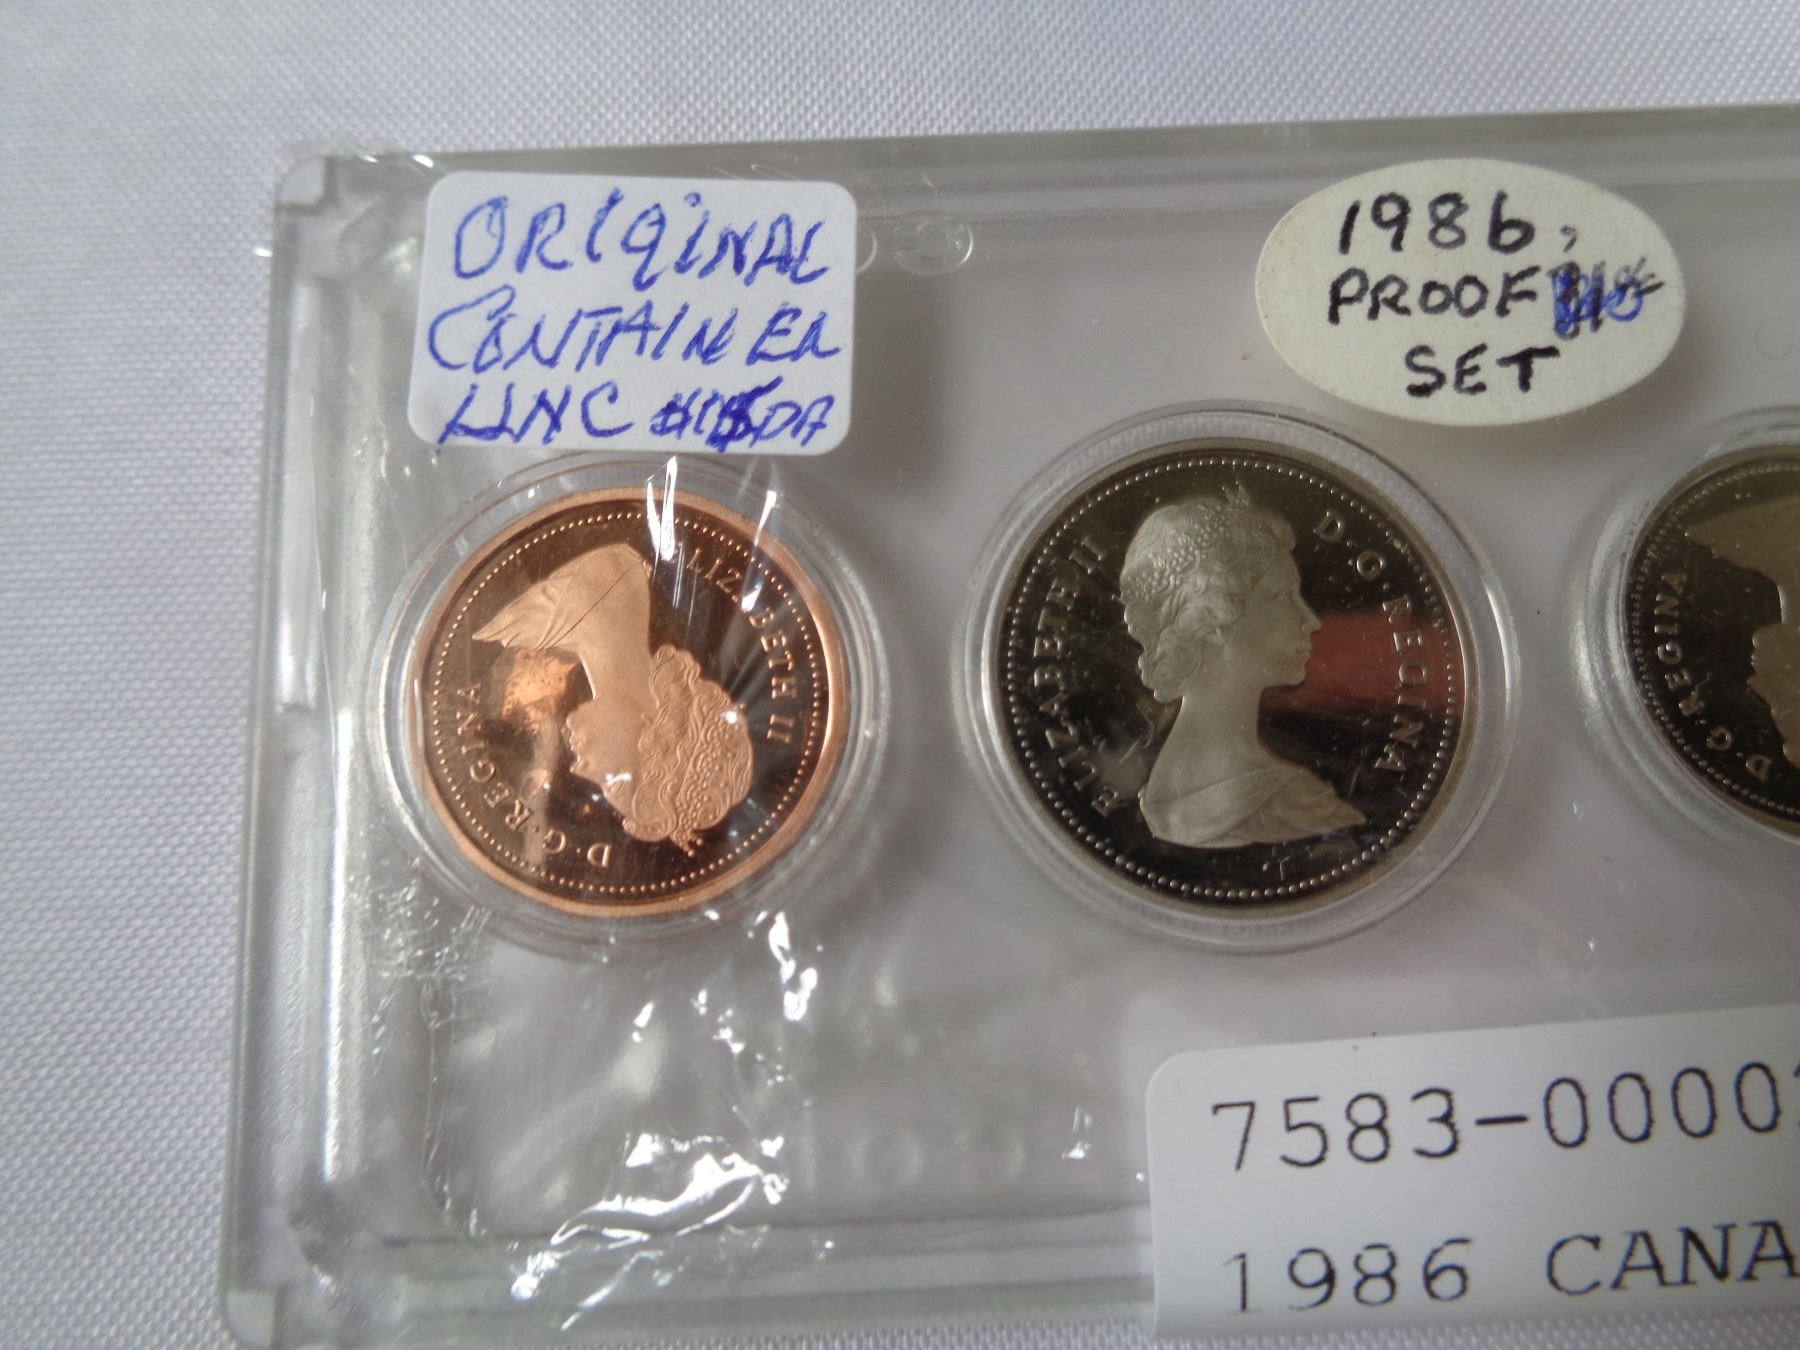 ORIGINAL
CONTAINER
UNC
1986,
PROOF
SET
ELIZABETH II D·G·REGINA
ELIZABETH II D·G·REGINA
D·G·REGINA
7583-0000
1986 CANA